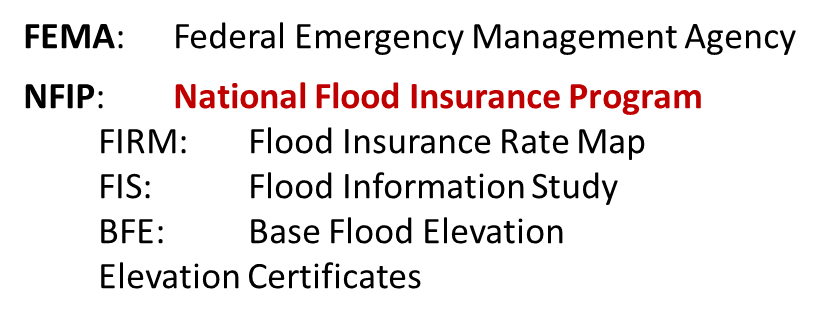 FEMA: Federal Emergency Management Agency
NFIP: National Flood Insurance Program
FIRM: Flood Insurance Rate Map
FIS: Flood Information Study
BFE: Base Flood Elevation
Elevation Certificates